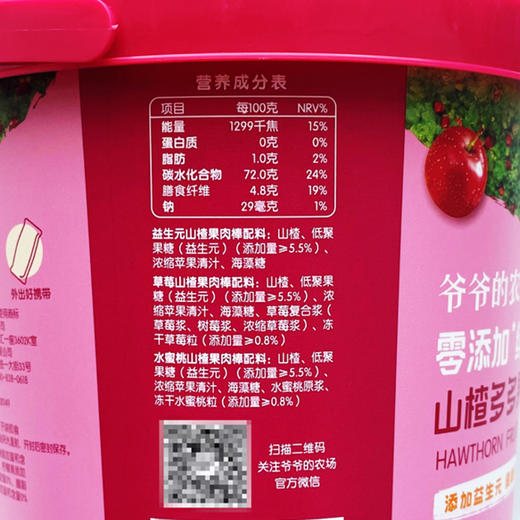 营养成分表
项目 每100克 NRV%
能量 1299千焦 15%
蛋白质 0克 0%
脂肪 1.0克 2%
碳水化合物 72.0克 24%
膳食纤维 4.8克 19%
钠 29毫克 1%
益生元山楂果肉棒配料：山楂、低聚
果糖（益生元）（添加量≥5.5%）、
浓缩苹果清汁、海藻糖
草莓山楂果肉棒配料：山楂、低聚
果糖（益生元）（添加量≥5.5%）、浓
缩苹果清汁、海藻糖、草莓复合浆
（草莓浆、树莓浆、浓缩草莓浆）、冻
干草莓粒（添加量≥0.8%）
水蜜桃山楂果肉棒配料：山楂、低聚
果糖（益生元）（添加量≥5.5%）、
浓缩苹果清汁、海藻糖、水蜜桃原浆、
冻干水蜜桃粒（添加量≥0.8%）
扫描二维码
关注爷爷的农场
官方微信
外出好携带
爷爷的农
零添加
山楂多多
HAWTHORN FR
添加益生元